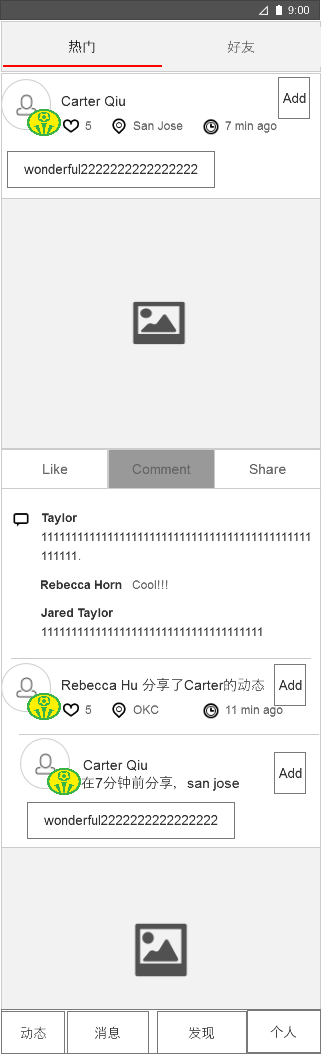 9:00
热门
好友
Carter Qiu
Add
5
San Jose
7 min ago
wonderful2222222222222222
Like
Comment
Share
Taylor
1111111111111111111111111111111111111111111111
111111.
Rebecca Horn Cool!!!
Jared Taylor
11111111111111111111111111111111111111
Rebecca Hu 分享了Carter的动态
Add
5
OKC
11 min ago
Carter Qiu
在7分钟前分享，san jose
Add
wonderful2222222222222222
动态
消息
发现
个人